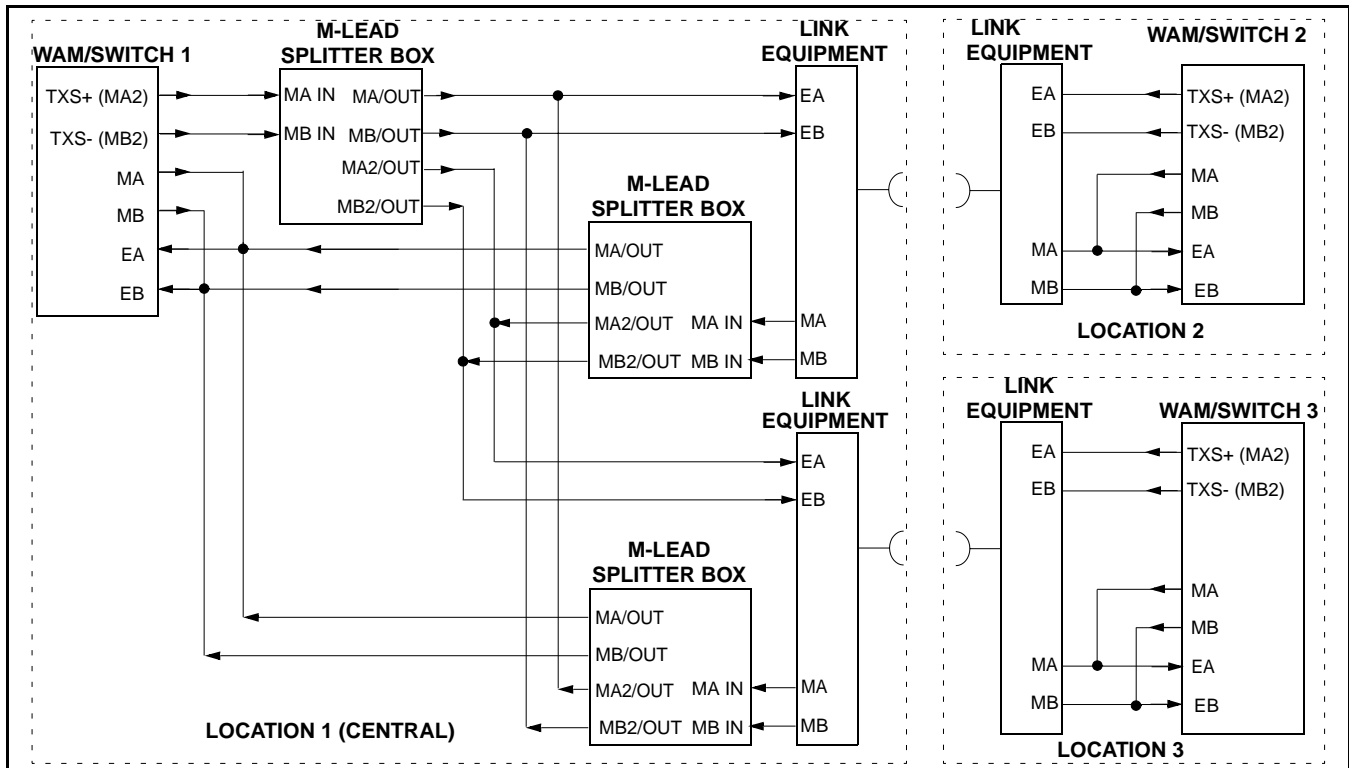 WAM/SWITCH 1
TXS+ (MA2)
TXS- (MB2)
MA
MB
EA
EB
M-LEAD
SPLITTER BOX
MA IN MA/OUT
MB IN MB/OUT
MA2/OUT
MB2/OUT
LINK
EQUIPMENT
EA
EB
MA
MB
M-LEAD
SPLITTER BOX
MA/OUT
MB/OUT
MA2/OUT MA IN
MB2/OUT MB IN
LINK
EQUIPMENT
EA
EB
MA
MB
M-LEAD
SPLITTER BOX
MA/OUT
MB/OUT
MA2/OUT MA IN
MB2/OUT MB IN
LOCATION 1 (CENTRAL)
LINK
EQUIPMENT
EA
EB
MA
MB
WAM/SWITCH 2
TXS+ (MA2)
TXS- (MB2)
MA
MB
EA
EB
LOCATION 2
LINK
EQUIPMENT
EA
EB
MA
MB
WAM/SWITCH 3
TXS+ (MA2)
TXS- (MB2)
MA
MB
EA
EB
LOCATION 3